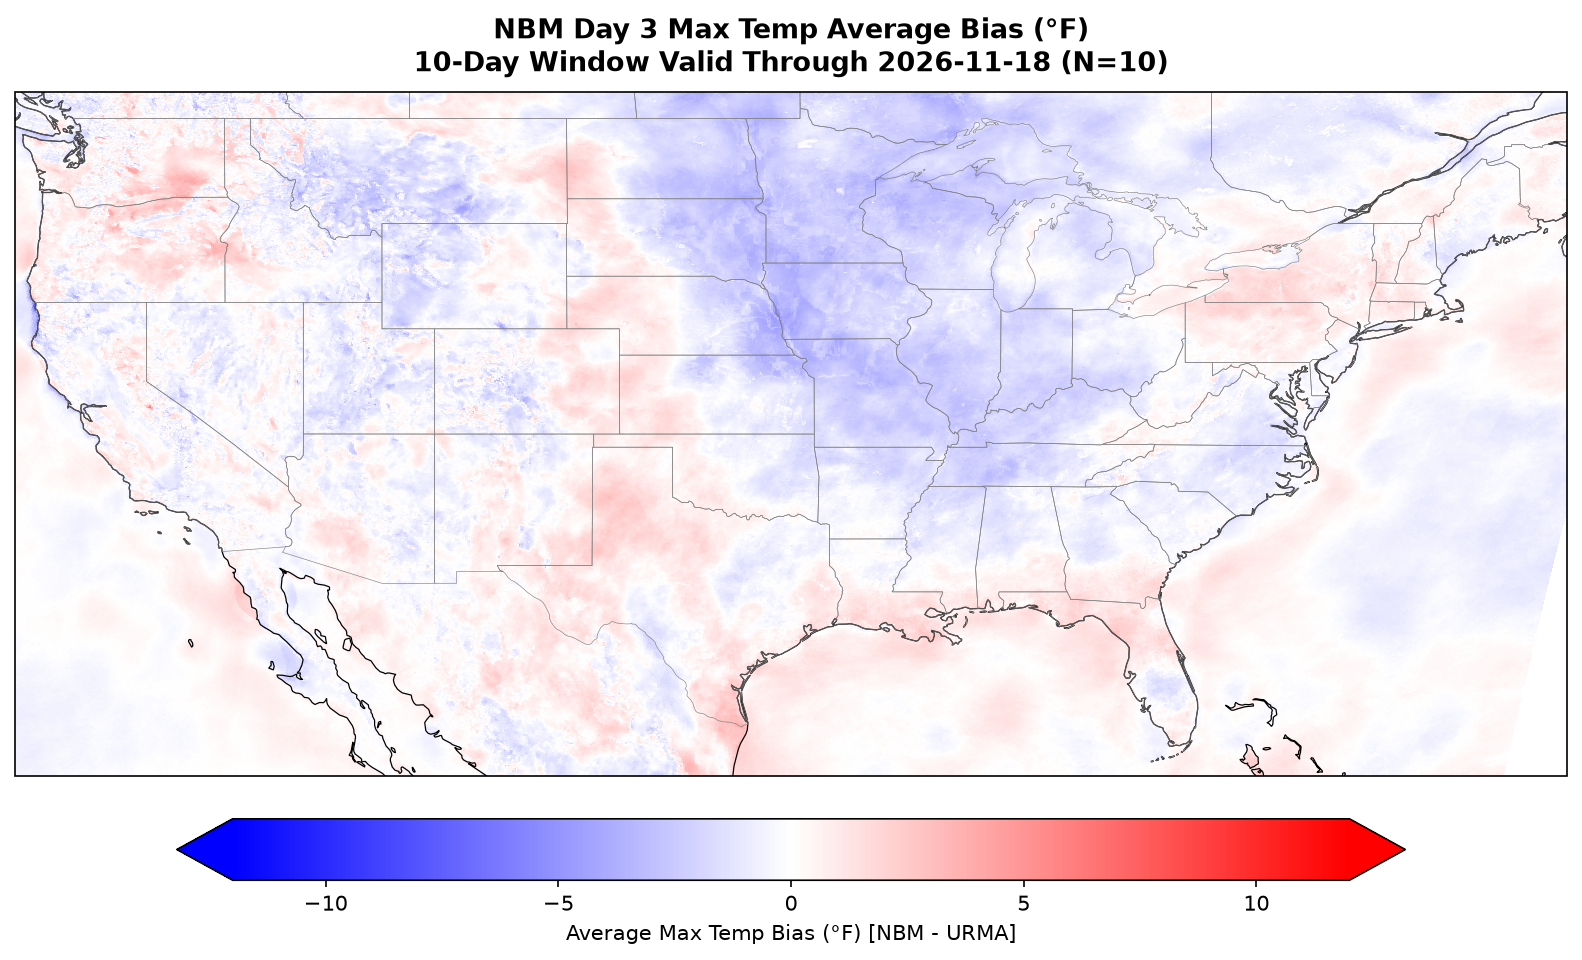 NBM Day 3 Max Temp Average Bias (°F)
10-Day Window Valid Through 2026-11-18 (N=10)
−10 −5 0 5 10
Average Max Temp Bias (°F) [NBM - URMA]